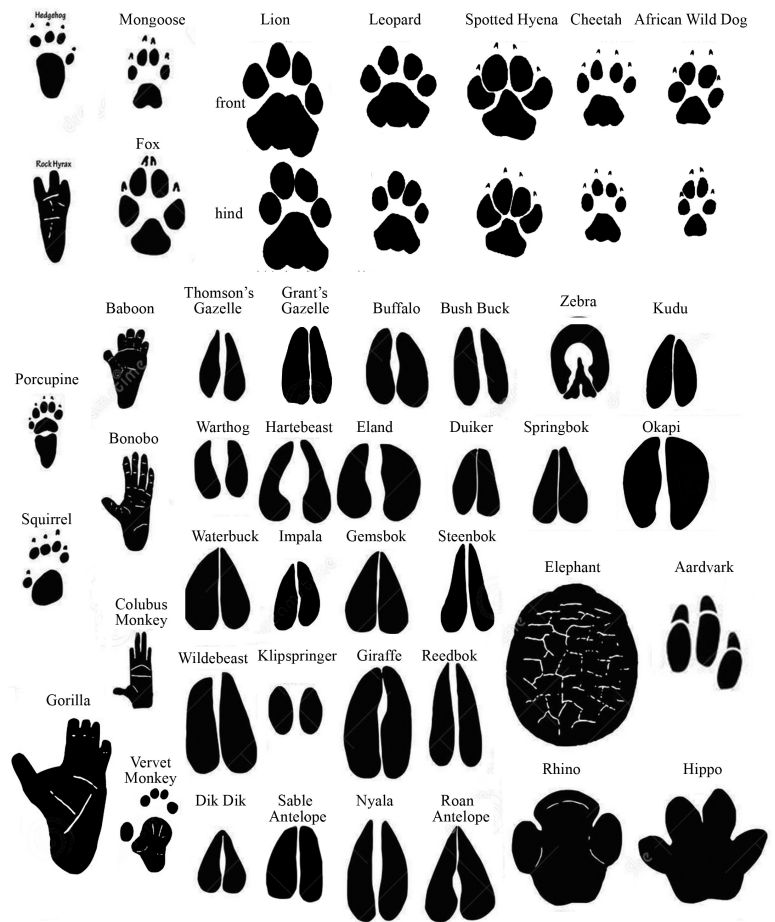 Hedgehog
Mongoose
Lion
Leopard
Spotted Hyena
Cheetah
African Wild Dog
front
Fox
Rock Hyrax
hind
Baboon
Thomson's
Gazelle
Grant's
Gazelle
Buffalo
Bush Buck
Zebra
Kudu
Porcupine
Bonobo
Warthog
Hartebeast
Eland
Duiker
Springbok
Okapi
Squirrel
Waterbuck
Impala
Gemsbok
Steenbok
Elephant
Aardvark
Colubus
Monkey
Wildebeast
Klipspringer
Giraffe
Reedbok
Gorilla
Vervet
Monkey
Rhino
Hippo
Dik Dik
Sable
Antelope
Nyala
Roan
Antelope